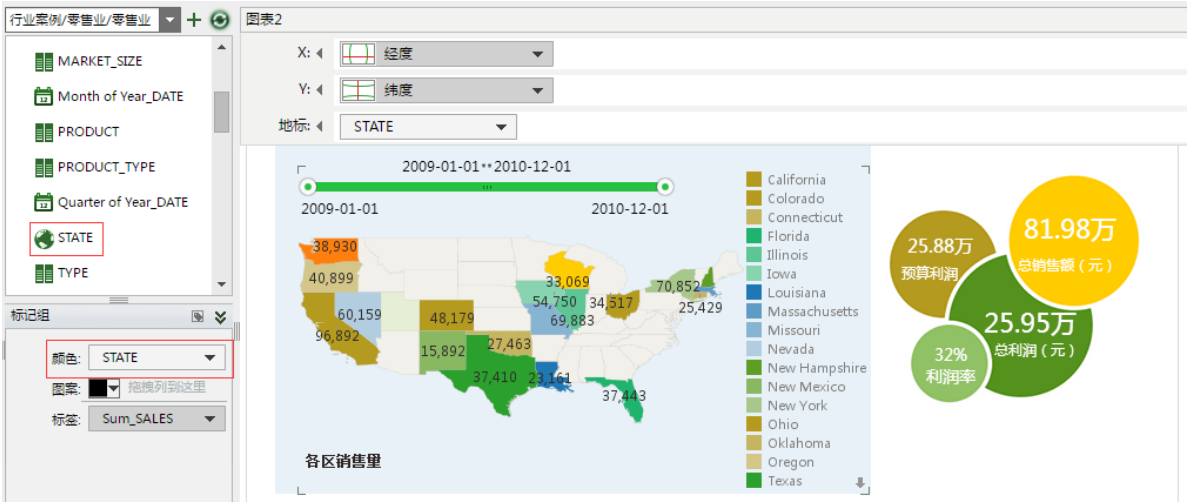 行业案例/零售业/零售业
MARKET_SIZE
Month of Year_DATE
PRODUCT
PRODUCT_TYPE
Quarter of Year_DATE
STATE
TYPE
标记组
颜色: STATE
图案: 拖拽列到这里
标签: Sum_SALES
图表2
X: 经度
Y: 纬度
地标: STATE
2009-01-01**2010-12-01
2009-01-01 2010-12-01
38,930
40,899
33,069
70,852
54,750
34,517
25,429
60,159
48,179
69,883
96,892
15,892
27,463
37,410
23,161
37,443
各区销售量
California
Colorado
Connecticut
Florida
Illinois
Iowa
Louisiana
Massachusetts
Missouri
Nevada
New Hampshire
New Mexico
New York
Ohio
Oklahoma
Oregon
Texas
25.88万
预算利润
81.98万
总销售额（元）
25.95万
总利润（元）
32%
利润率